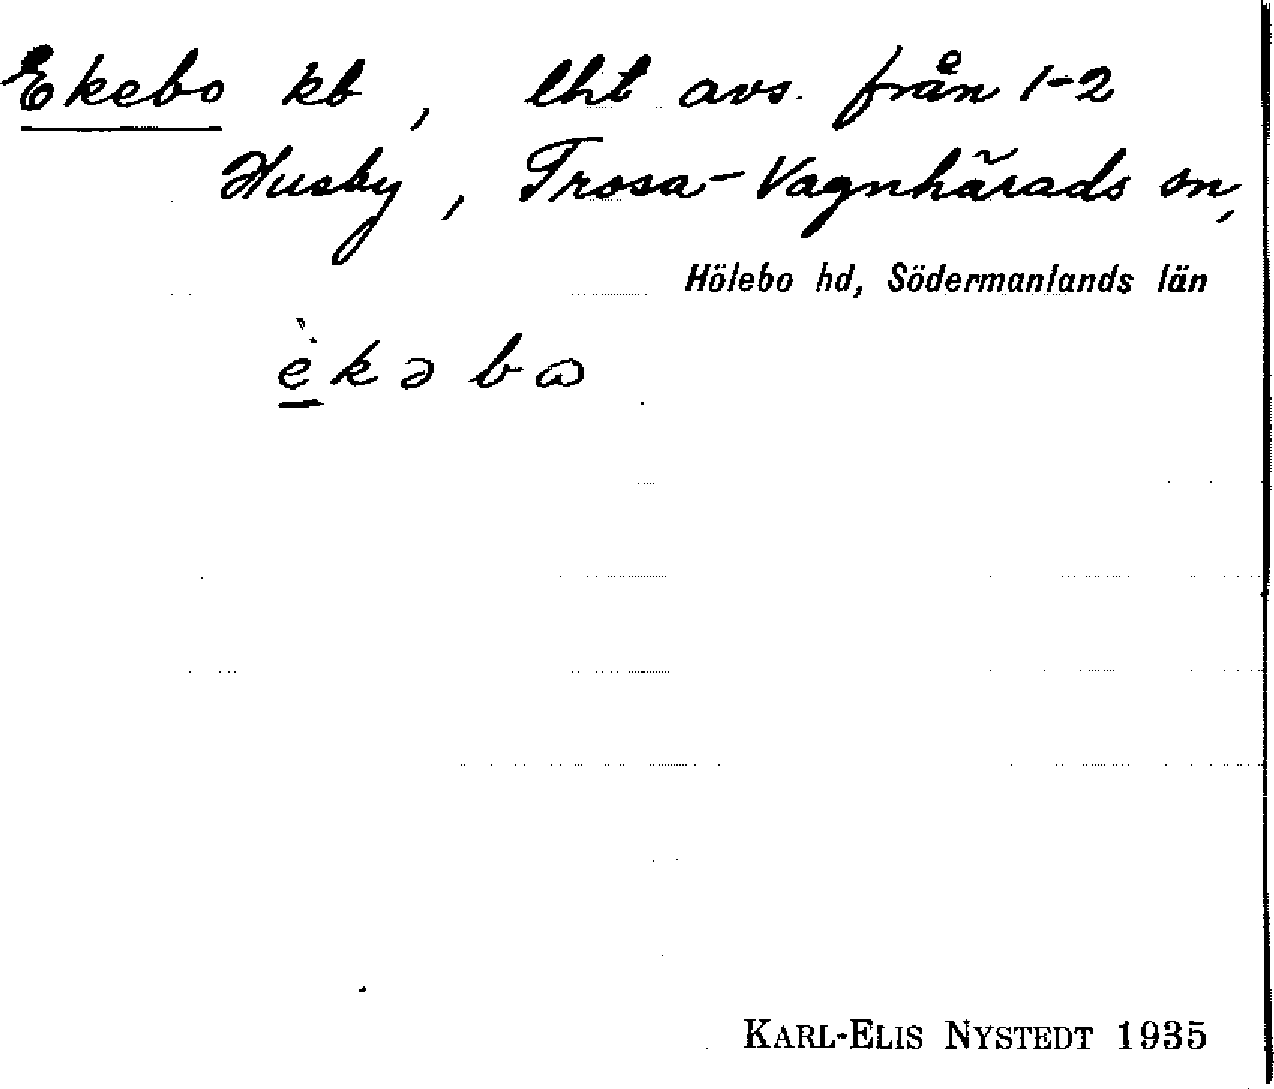 Ekebo kb, lht avs. från 1-2
Husby, Trosa-Vagnhärads sn,
Hölebo hd, Södermanlands län
è̱kəbω
KARL-ELIS NYSTEDT 1935